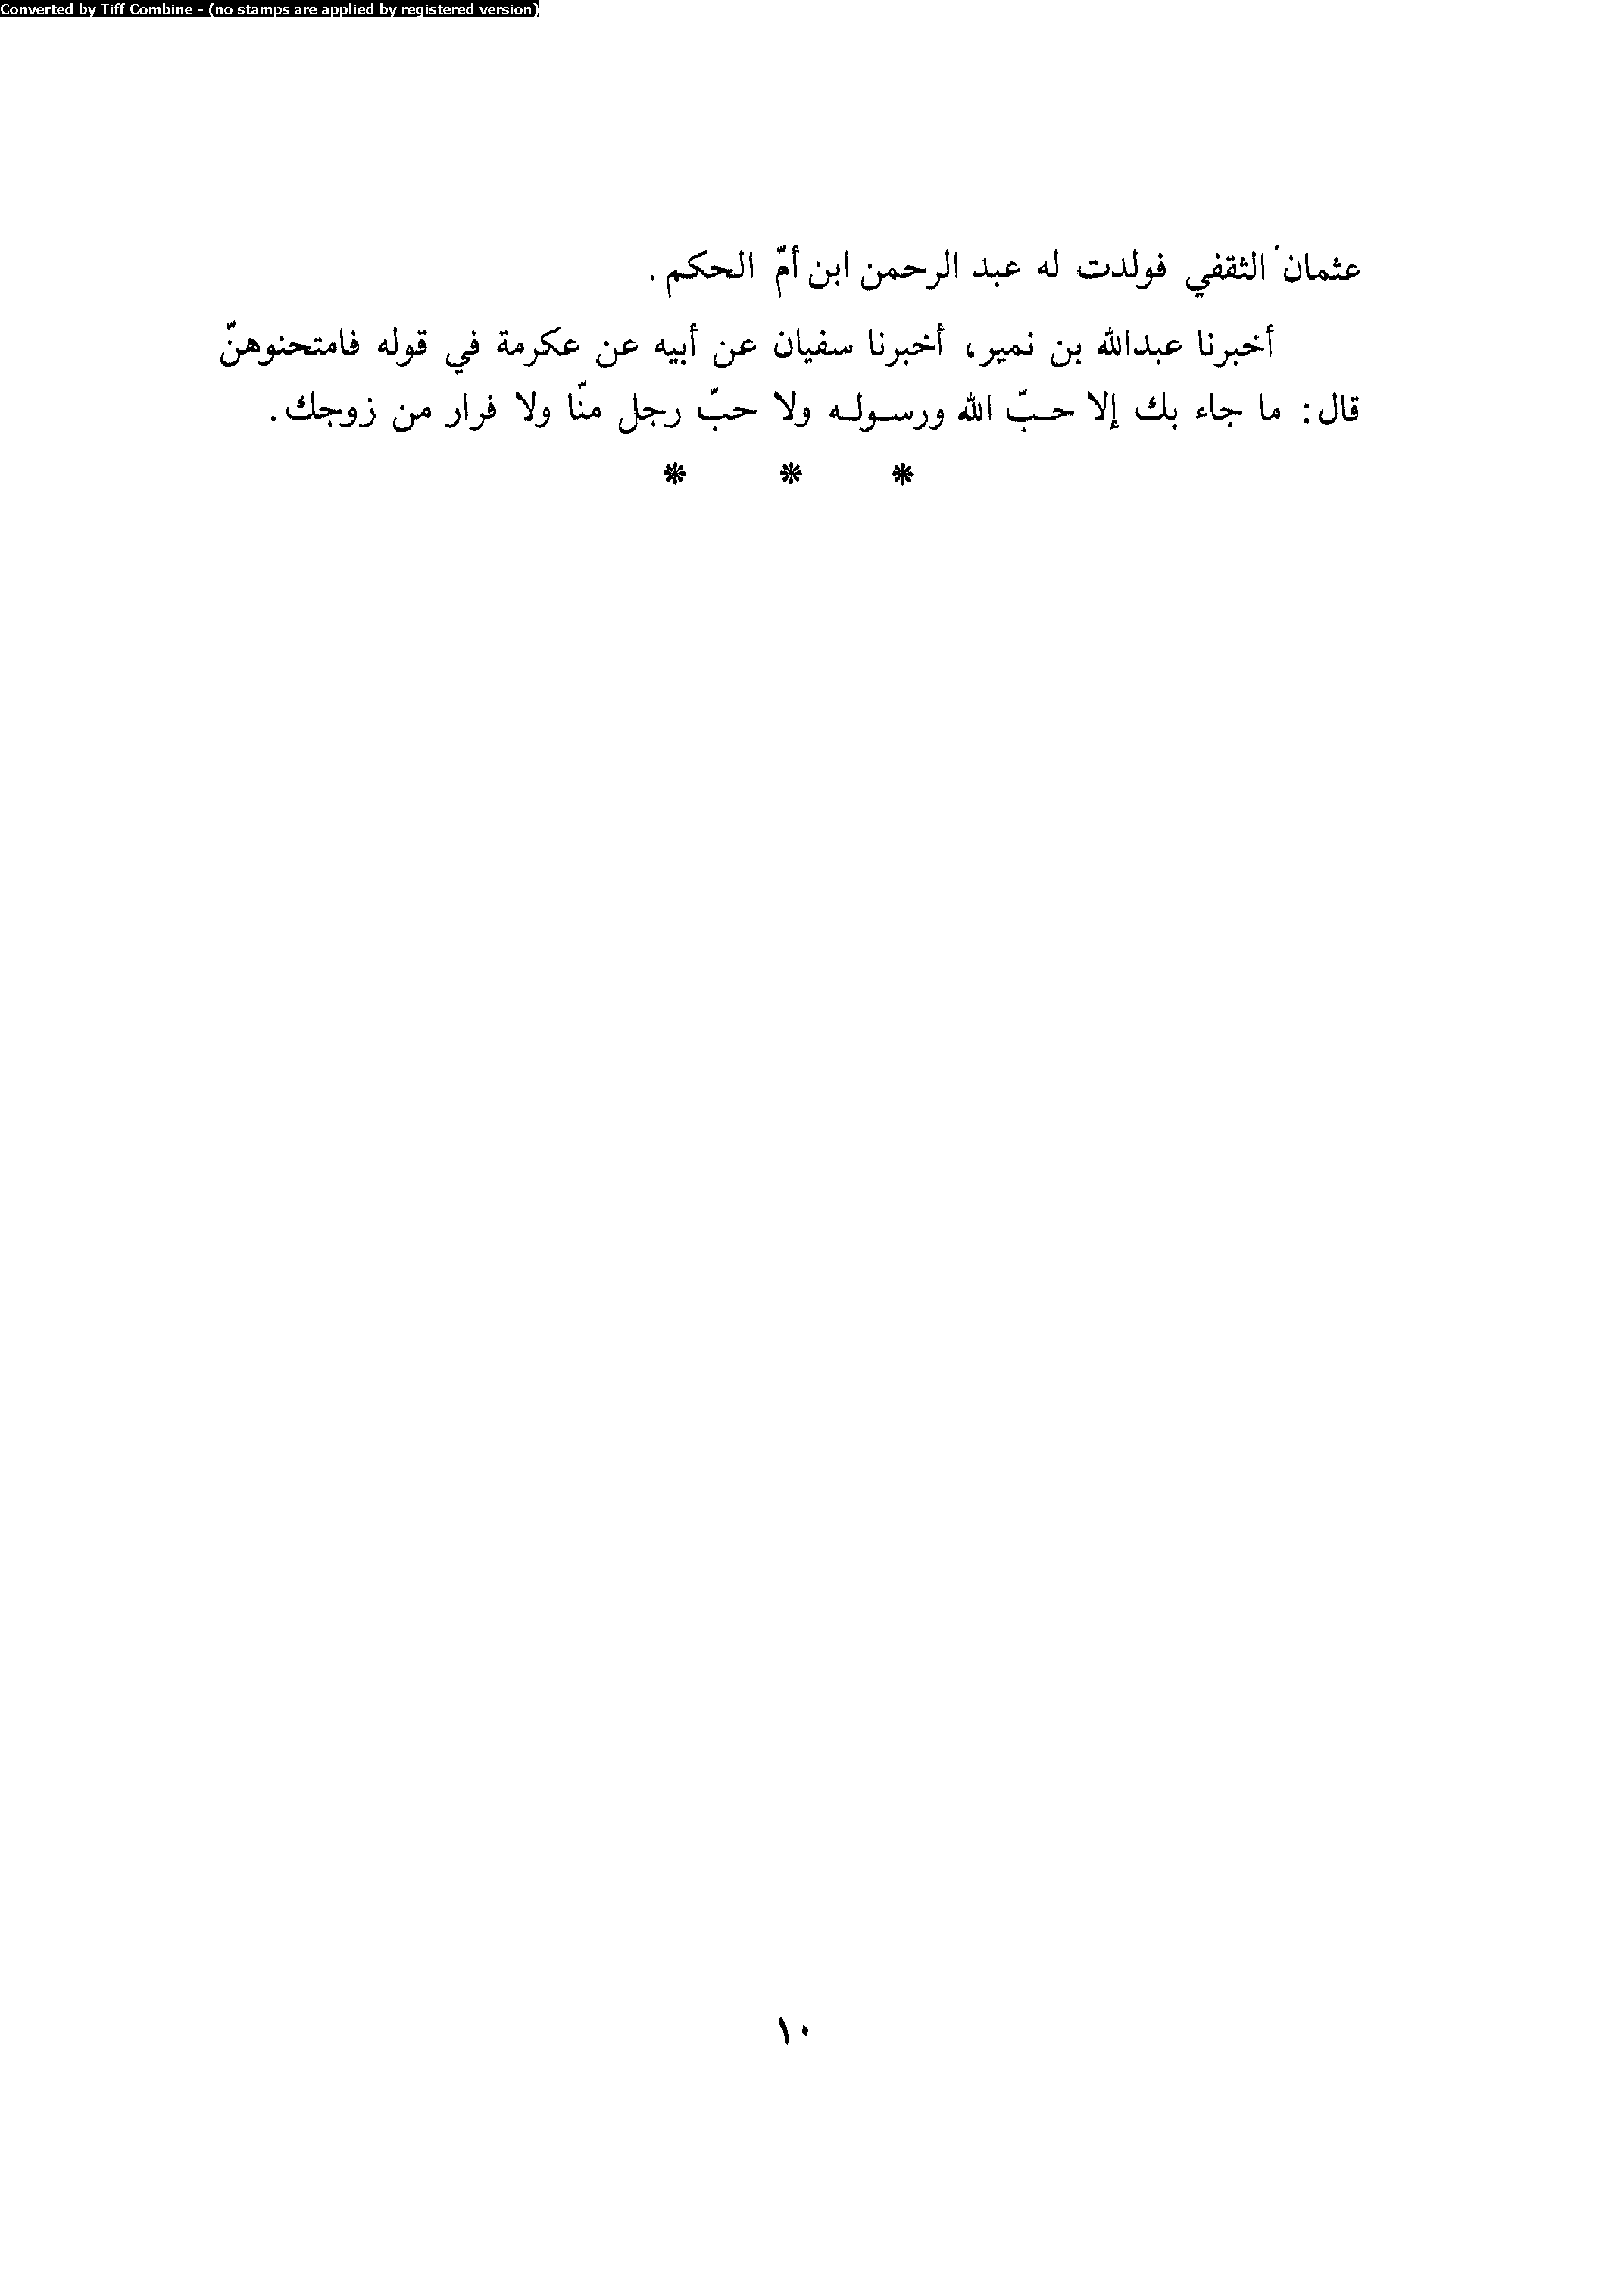 Converted by Tiff Combine - (no stamps are applied by registered version)
عثمان الثقفي فولدت له عبد الرحمن ابن أمّ الحكم .
أخبرنا عبدالله بن نمير، أخبرنا سفيان عن أبيه عن عكرمة في قوله فامتحنوهنّ
قال: ما جاء بك إلا حـبّ الله ورسـولـه ولا حبّ رجل منّا ولا فرار من زوجك.
* * *
١٠